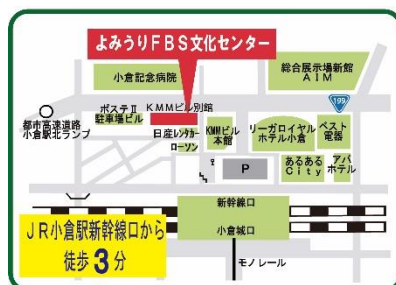 よみうりFBS文化センター
小倉記念病院
総合展示場新館
AIM
199
都市高速道路
小倉駅北ランプ
ポステⅡ
駐車場ビル
KMMビル別館
日産レンタカー
ローソン
KMMビル
本館
リーガロイヤル
ホテル小倉
ベスト
電器
P
あるある
City
アパ
ホテル
新幹線口
小倉城口
JR小倉駅新幹線口から
徒歩3分
モノレール